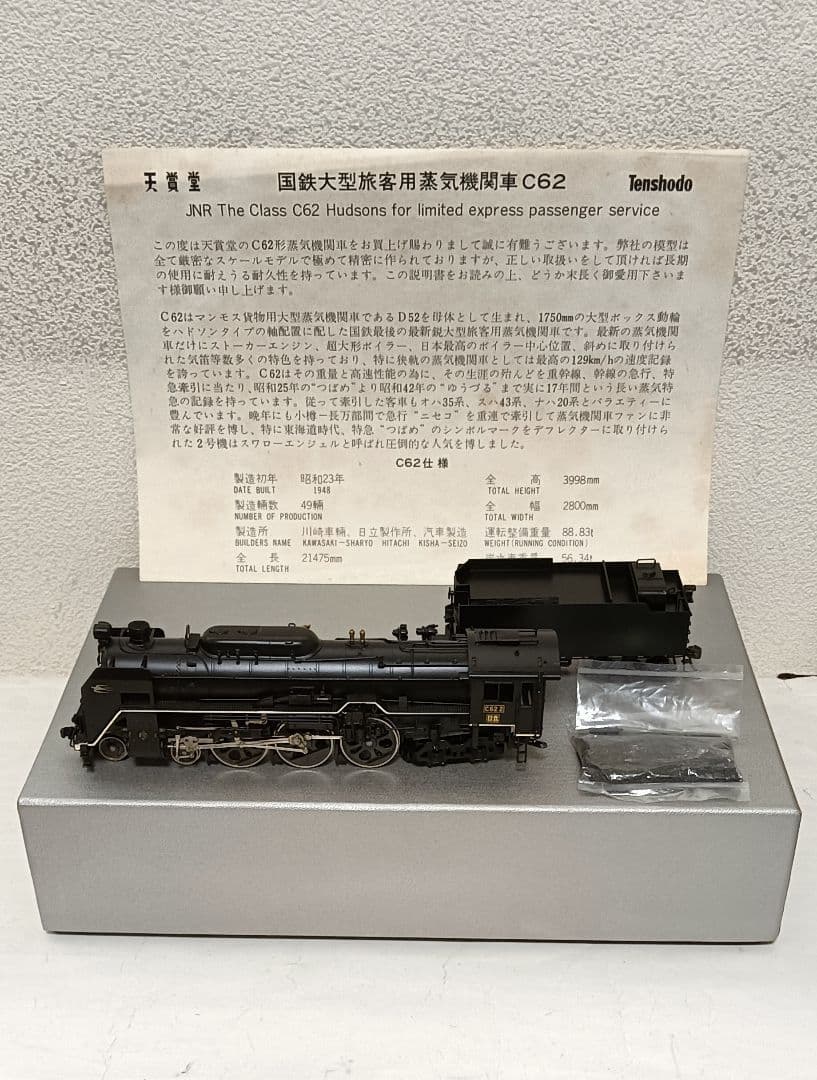 天賞堂 国鉄大型旅客用蒸気機関車C62 Tenshodo
JNR The Class C62 Hudsons for limited express passenger service
この度は天賞堂のC62形蒸気機関車をお買上げ賜わりまして誠に有難うございます。弊社の模型は
全て厳密なスケールモデルで極めて精密に作られておりますが、正しい取扱いをして頂ければ長期
の使用に耐えうる耐久性を持っています。この説明書をお読みの上、どうか末長く御愛用下さいま
す様御願い申し上げます。
C62はマンモス貨物用大型蒸気機関車であるD52を母体として生まれ、1750mmの大型ボックス動輪
をハドソンタイプの軸配置に配した国鉄最後の最新鋭大型旅客用蒸気機関車です。最新の蒸気機関
車だけにストーカーエンジン、超大形ボイラー、日本最高のボイラー中心位置、斜めに取り付けら
れた気笛等数多くの特色を持っており、特に狭軌の蒸気機関車としては最高の129km/hの速度記録
を誇っています。C62はその重量と高速性能の為に、その生涯の殆んどを重幹線、幹線の急行、特
急牽引に当たり、昭和25年の"つばめ"より昭和42年の"ゆうづる"まで実に17年間という長い蒸気特
急の記録を持っています。従って牽引した客車もオハ35系、スハ43系、ナハ20系とバラエティーに
豊んでいます。晩年にも小樽ー長万部間で急行"ニセコ"を重連で牽引して蒸気機関車ファンに非
常な好評を博し、特に東海道時代、特急"つばめ"のシンボルマークをデフレクターに取り付けら
れた2号機はスワローエンジェルと呼ばれ圧倒的な人気を博しました。
C62仕様
製造初年 昭和23年 全高 3998mm
DATE BUILT 1948 TOTAL HEIGHT
製造輛数 49輛 全幅 2800mm
NUMBER OF PRODUCTION TOTAL WIDTH
製造所 川崎車輛、日立製作所、汽車製造 運転整備重量 88.83t
BUILDERS NAME KAWASAKI-SHARYO HITACHI KISHA-SEIZO WEIGHT(RUNNING CONDITION)
全長 21475mm 炭水車重量 56.34t
TOTAL LENGTH
C62 2